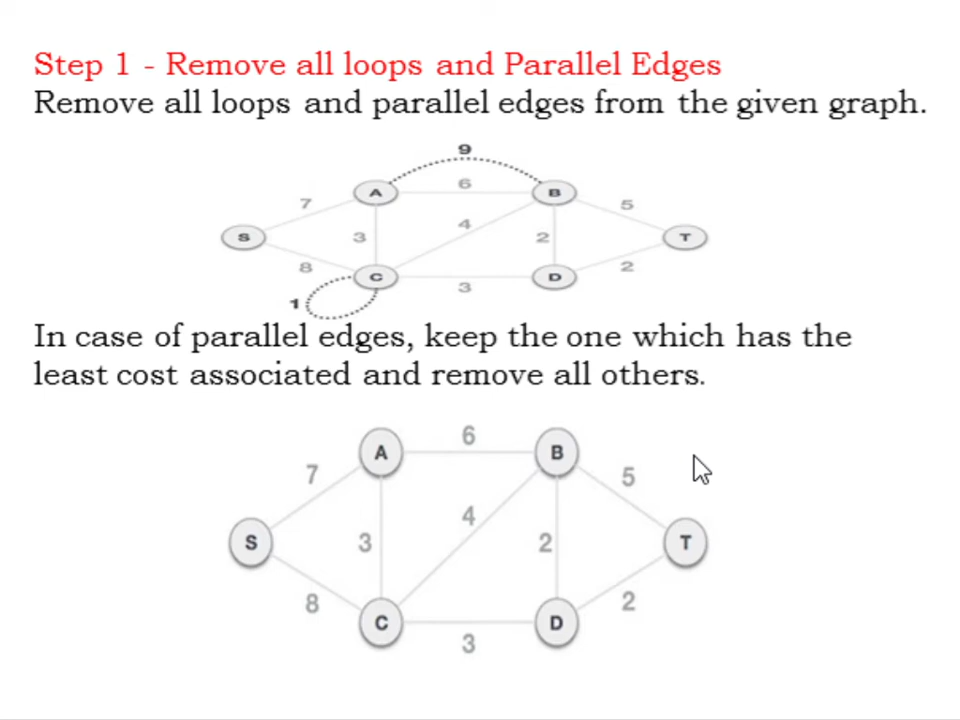 Step 1 - Remove all loops and Parallel Edges
Remove all loops and parallel edges from the given graph.
9
6
A
B
7
5
4
S
3
2
T
8
2
C
D
3
1
In case of parallel edges, keep the one which has the
least cost associated and remove all others.
6
A
B
7
5
4
S
3
2
T
8
2
C
D
3